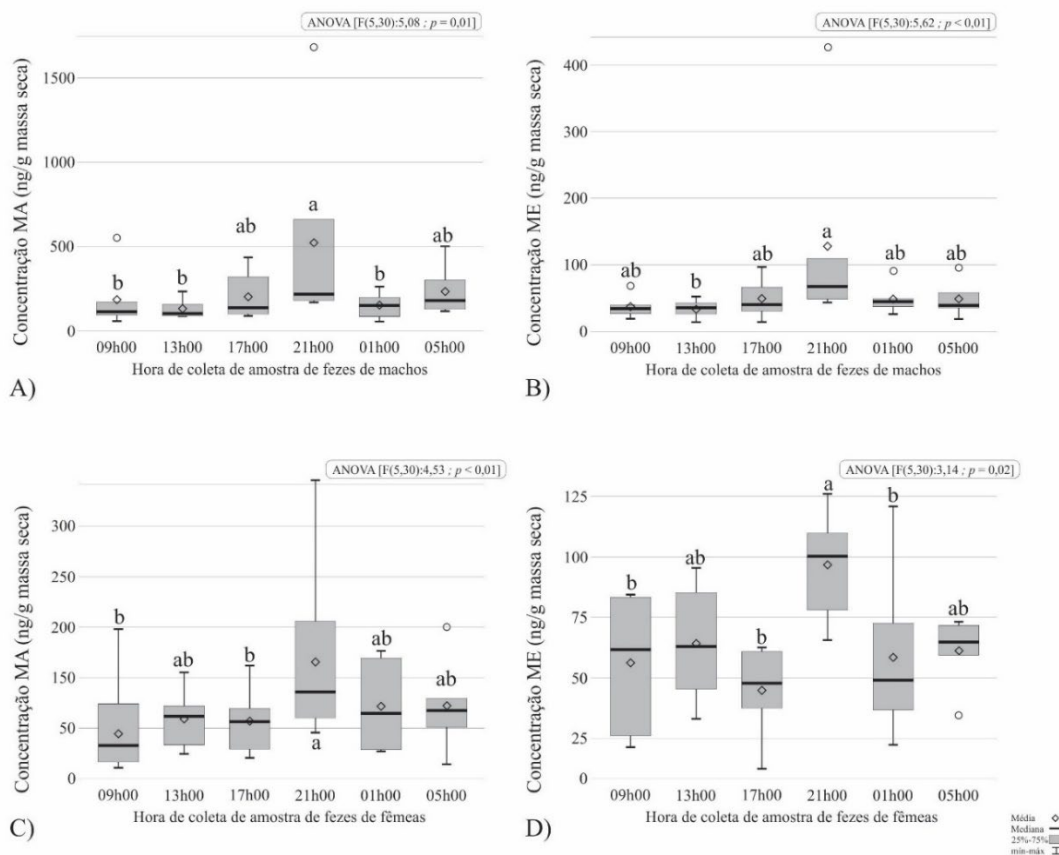 ANOVA [F(5,30):5,08 ; p = 0,01]
Concentração MA (ng/g massa seca)
1500
1000
500
0
b b ab a b ab
09h00 13h00 17h00 21h00 01h00 05h00
Hora de coleta de amostra de fezes de machos
A)
ANOVA [F(5,30):5,62 ; p < 0,01]
Concentração ME (ng/g massa seca)
400
300
200
100
0
ab b ab a ab ab
09h00 13h00 17h00 21h00 01h00 05h00
Hora de coleta de amostra de fezes de machos
B)
ANOVA [F(5,30):4,53 ; p < 0,01]
Concentração MA (ng/g massa seca)
300
250
200
150
100
50
0
b ab b a ab ab
09h00 13h00 17h00 21h00 01h00 05h00
Hora de coleta de amostra de fezes de fêmeas
C)
ANOVA [F(5,30):3,14 ; p = 0,02]
Concentração ME (ng/g massa seca)
125
100
75
50
25
0
b ab b a b ab
09h00 13h00 17h00 21h00 01h00 05h00
Hora de coleta de amostra de fezes de fêmeas
D)
Média
Mediana
25%-75%
mín-máx